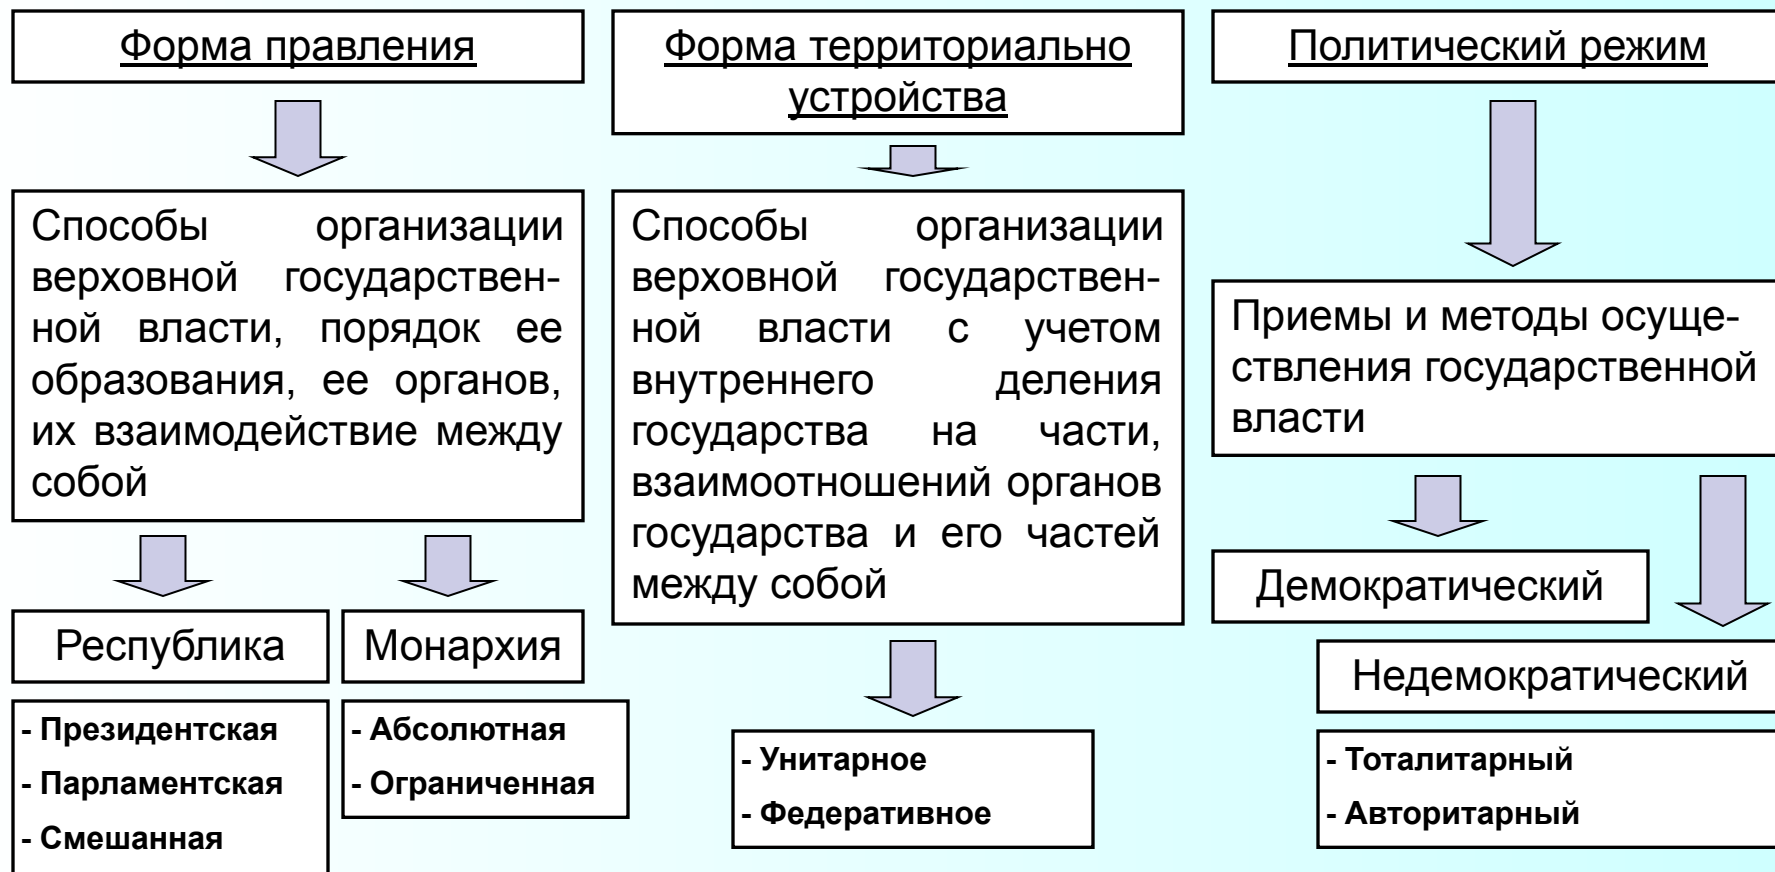 Форма правления
Способы организации
верховной государствен-
ной власти, порядок ее
образования, ее органов,
их взаимодействие между
собой
Республика
- Президентская
- Парламентская
- Смешанная
Монархия
- Абсолютная
- Ограниченная
Форма территориально
устройства
Способы организации
верховной государствен-
ной власти с учетом
внутреннего деления
государства на части,
взаимоотношений органов
государства и его частей
между собой
- Унитарное
- Федеративное
Политический режим
Приемы и методы осуще-
ствления государственной
власти
Демократический
Недемократический
- Тоталитарный
- Авторитарный